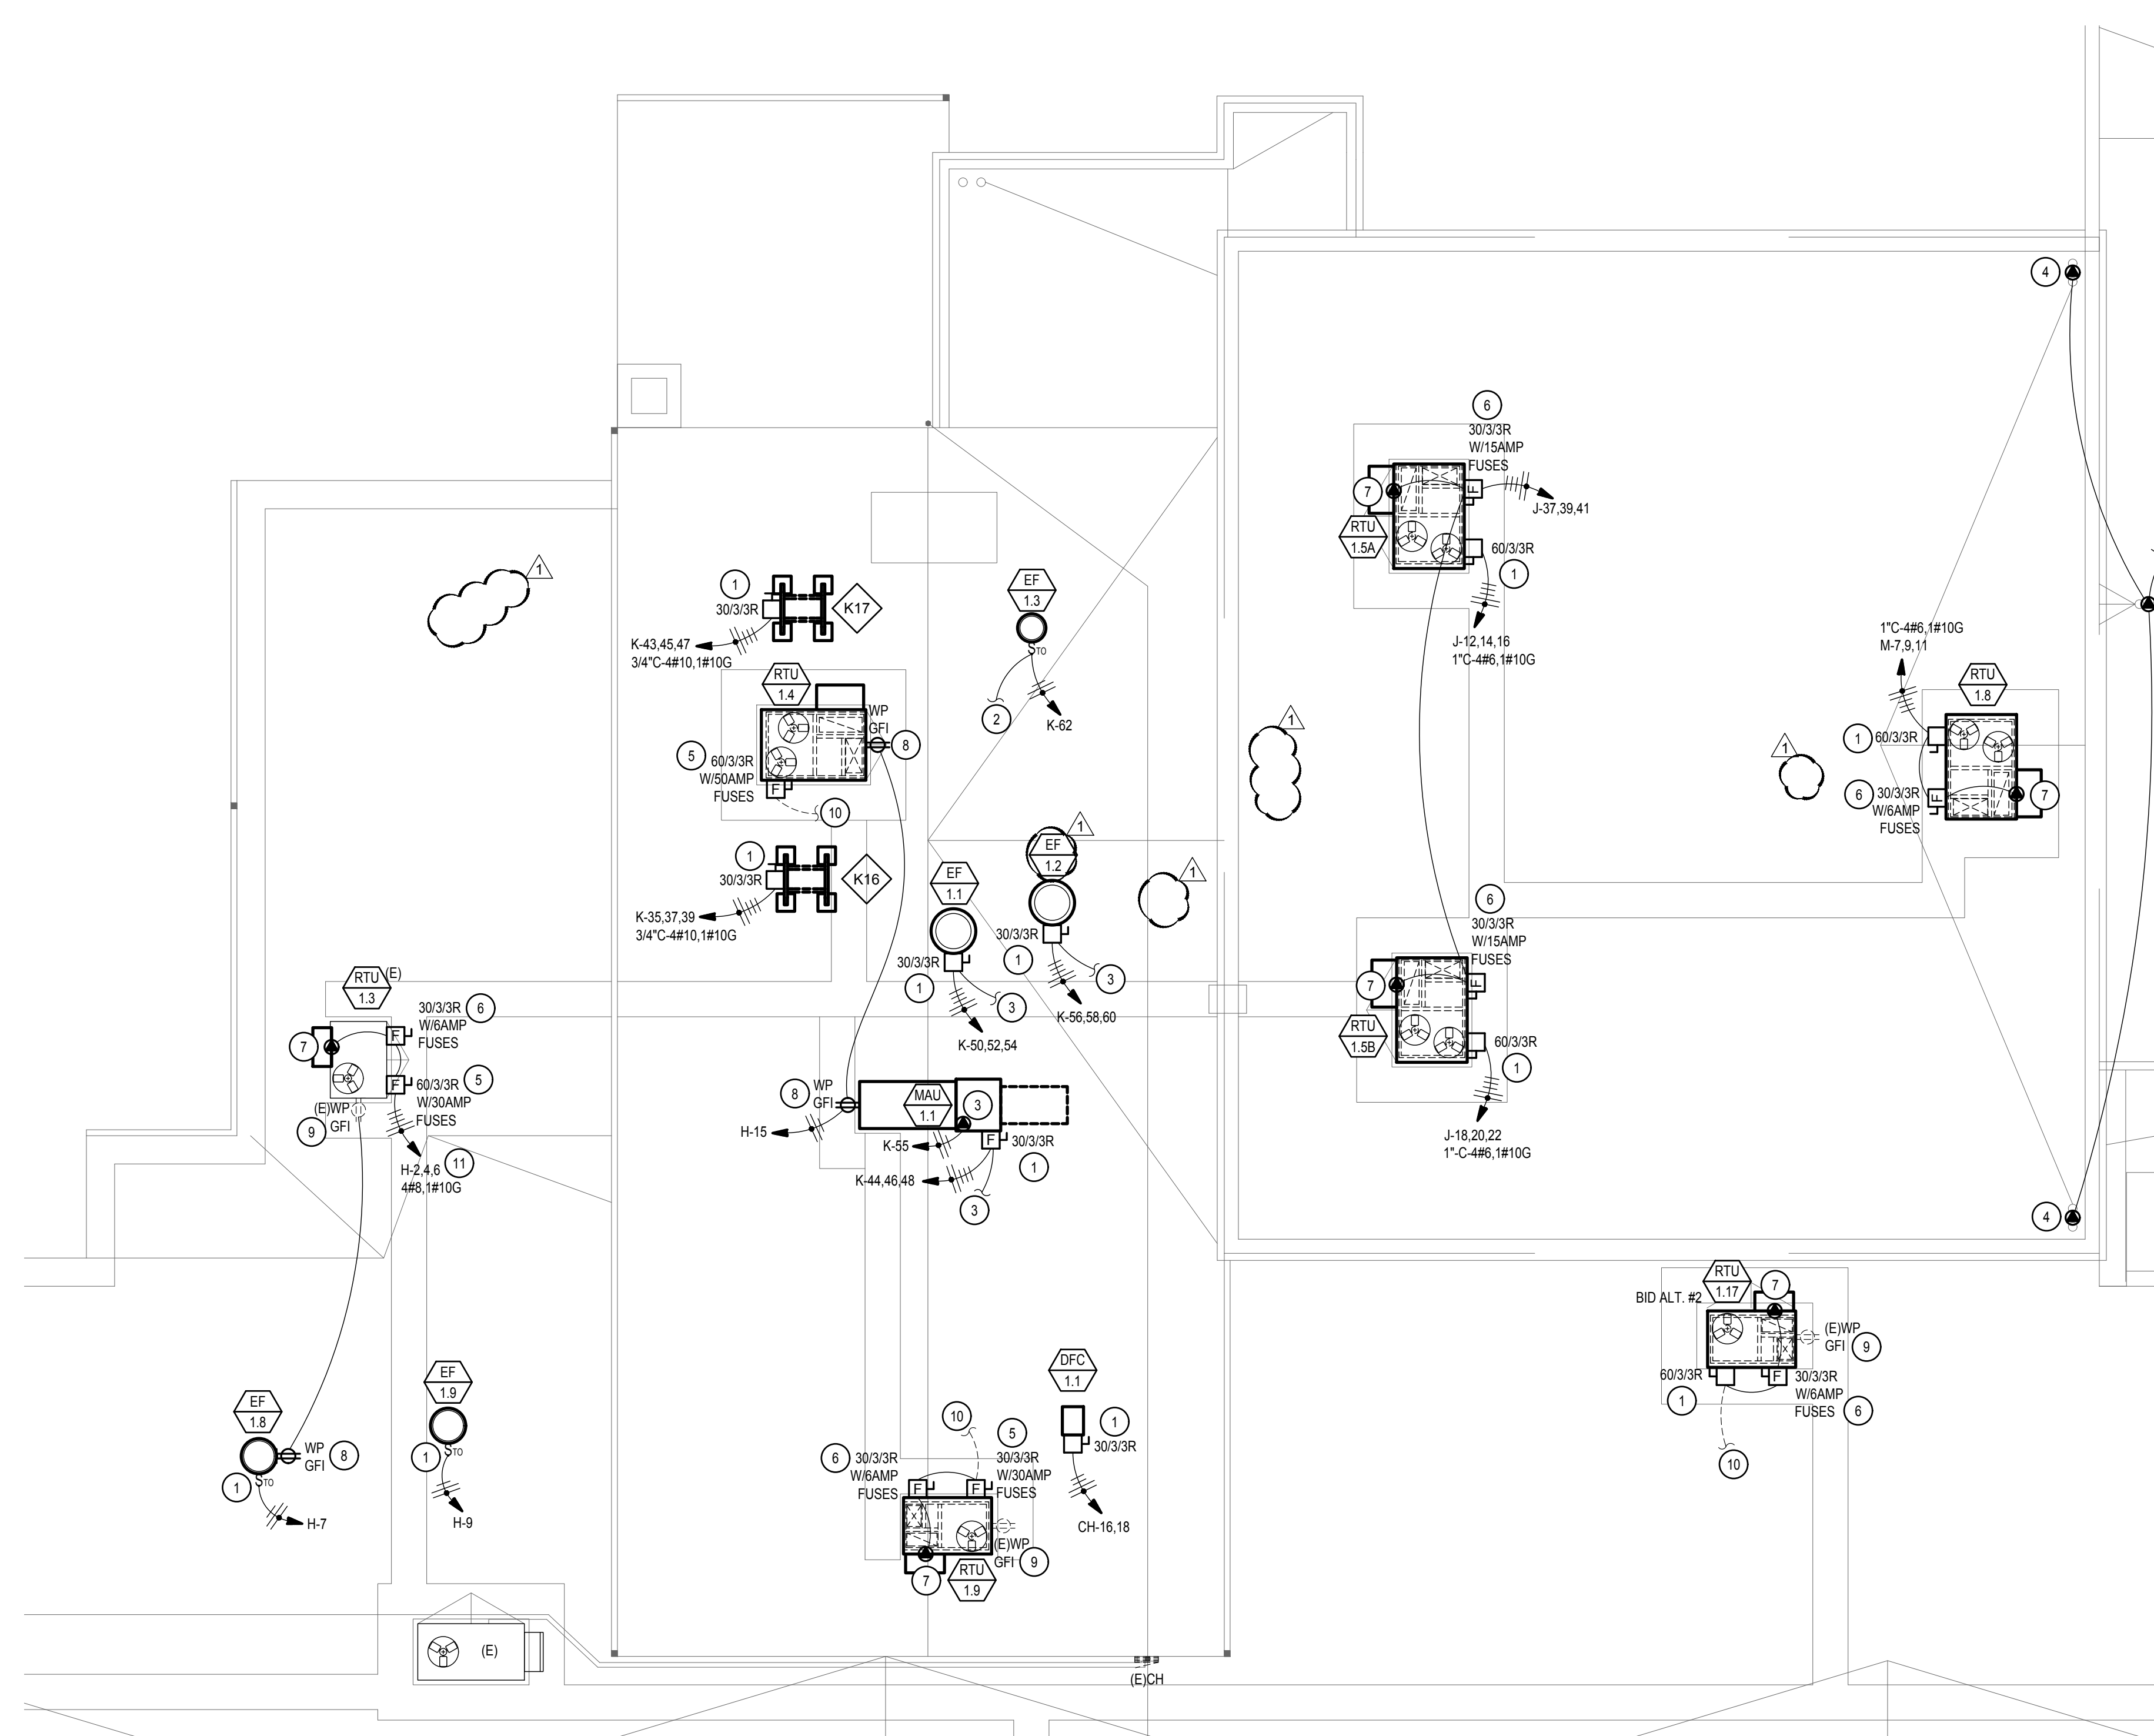 4
6
30/3/3R
W/15AMP
FUSES
7
F
J-37,39,41
RTU
1.5A
60/3/3R
1
J-12,14,16
1"C-4#6,1#10G
1
1
30/3/3R
K17
K-43,45,47
3/4"C-4#10,1#10G
EF
1.3
STO
2
K-62
RTU
1.4
WP
GFI
8
5
60/3/3R
W/50AMP
FUSES
F
10
1
30/3/3R
K16
K-35,37,39
3/4"C-4#10,1#10G
1
EF
1.2
1
EF
1.1
30/3/3R
1
3
K-56,58,60
30/3/3R
1
3
K-50,52,54
1
1
1"C-4#6,1#10G
M-7,9,11
RTU
1.8
1
60/3/3R
6
30/3/3R
W/6AMP
FUSES
F
7
6
30/3/3R
W/15AMP
FUSES
7
F
RTU
1.5B
60/3/3R
1
J-18,20,22
1"-C-4#6,1#10G
4
RTU
1.3
(E)
30/3/3R
W/6AMP
FUSES
6
7
F
F
60/3/3R
W/30AMP
FUSES
5
(E)WP
GFI
9
H-2,4,6
4#8,1#10G
11
8
WP
GFI
H-15
MAU
1.1
3
K-55
F
30/3/3R
1
K-44,46,48
3
RTU
1.17
7
BID ALT. #2
(E)WP
GFI
9
60/3/3R
1
F
30/3/3R
W/6AMP
FUSES
6
10
EF
1.8
WP
GFI
8
1
STO
H-7
EF
1.9
1
STO
H-9
DFC
1.1
1
30/3/3R
CH-16,18
10
5
6
30/3/3R
W/6AMP
FUSES
30/3/3R
W/30AMP
FUSES
F
F
(E)WP
GFI
9
7
RTU
1.9
(E)
(E)CH